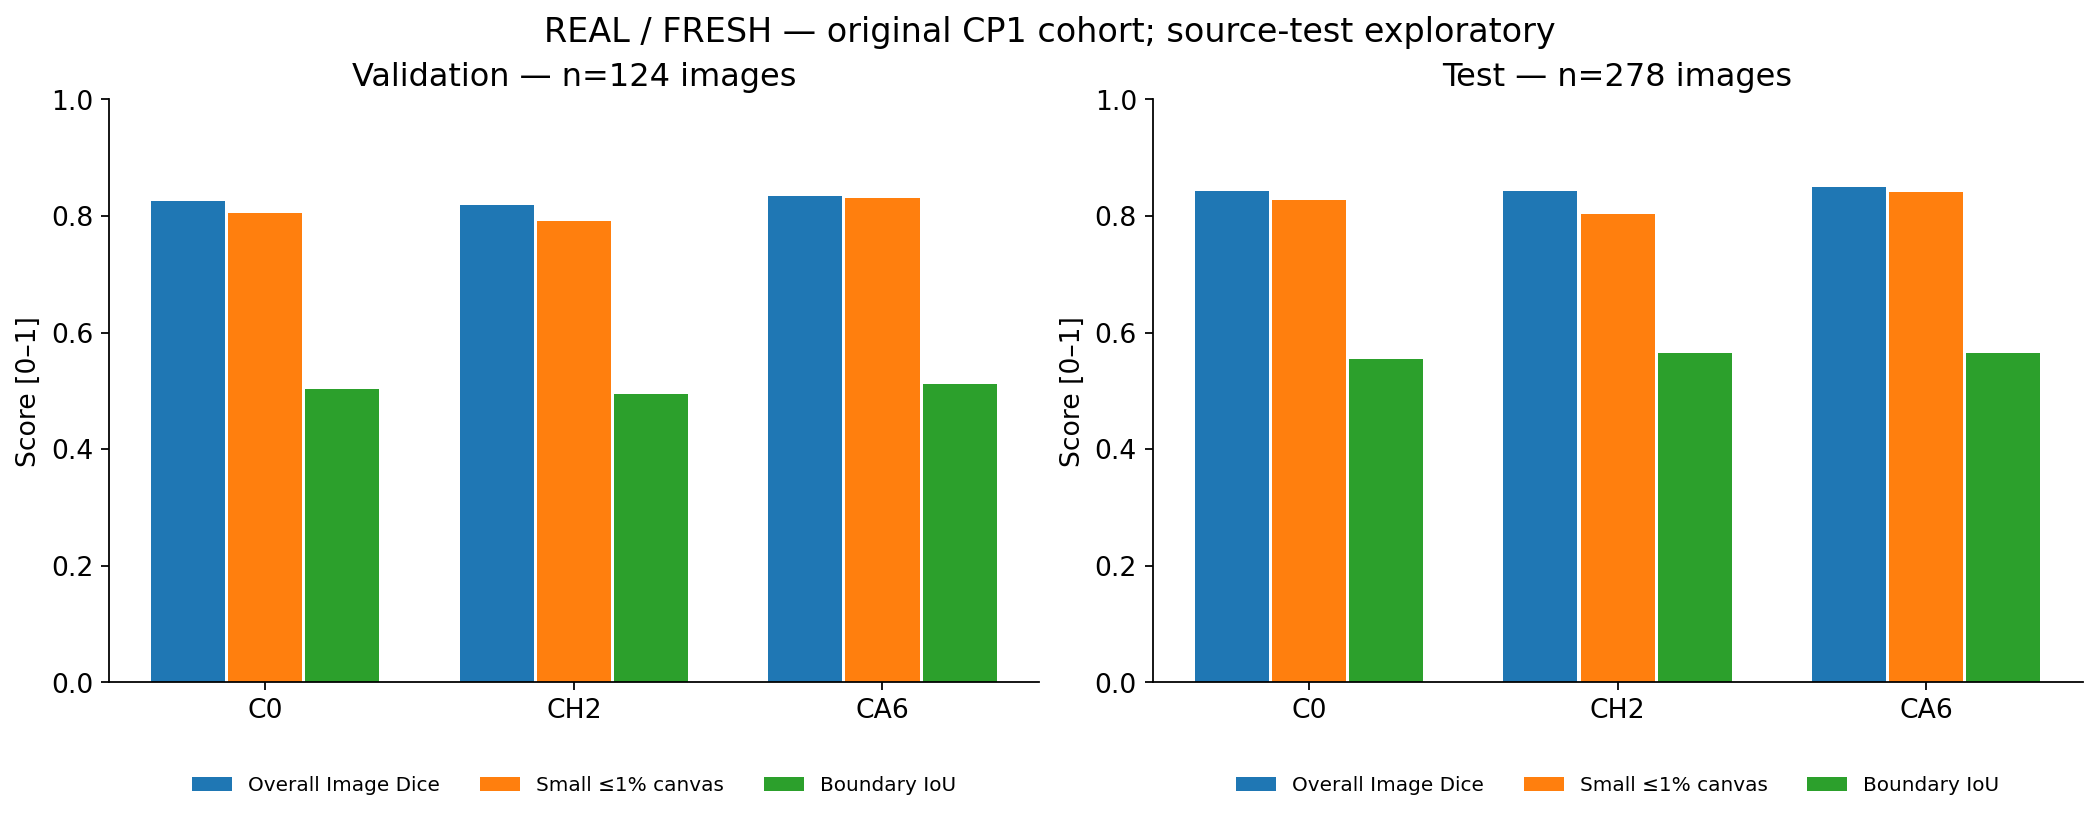 REAL / FRESH — original CP1 cohort; source-test exploratory
Validation — n=124 images
1.0
0.8
0.6
0.4
0.2
0.0
Score [0–1]
C0 CH2 CA6
Overall Image Dice Small ≤1% canvas Boundary IoU
Test — n=278 images
1.0
0.8
0.6
0.4
0.2
0.0
Score [0–1]
C0 CH2 CA6
Overall Image Dice Small ≤1% canvas Boundary IoU